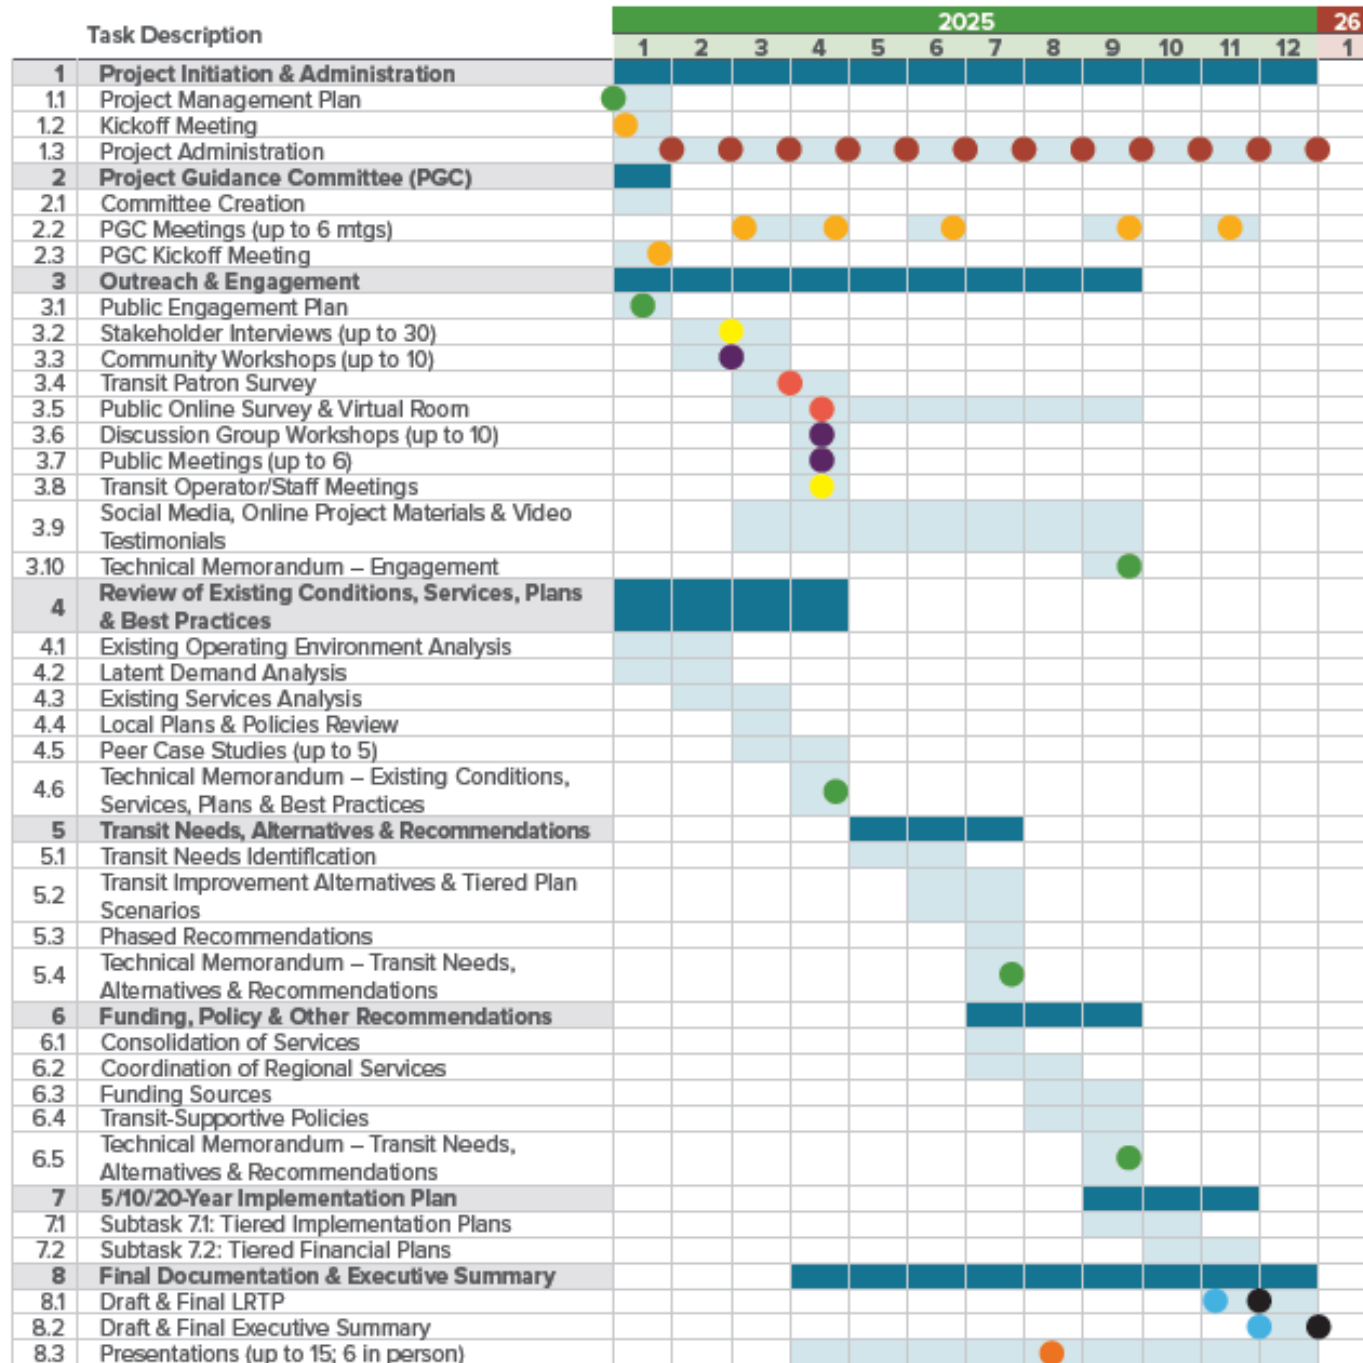 2025 26
Task Description
1 2 3 4 5 6 7 8 9 10 11 12 1
1 Project Initiation & Administration
1.1 Project Management Plan
1.2 Kickoff Meeting
1.3 Project Administration
2 Project Guidance Committee (PGC)
2.1 Committee Creation
2.2 PGC Meetings (up to 6 mtgs)
2.3 PGC Kickoff Meeting
3 Outreach & Engagement
3.1 Public Engagement Plan
3.2 Stakeholder Interviews (up to 30)
3.3 Community Workshops (up to 10)
3.4 Transit Patron Survey
3.5 Public Online Survey & Virtual Room
3.6 Discussion Group Workshops (up to 10)
3.7 Public Meetings (up to 6)
3.8 Transit Operator/Staff Meetings
3.9 Social Media, Online Project Materials & Video
Testimonials
3.10 Technical Memorandum – Engagement
4 Review of Existing Conditions, Services, Plans
& Best Practices
4.1 Existing Operating Environment Analysis
4.2 Latent Demand Analysis
4.3 Existing Services Analysis
4.4 Local Plans & Policies Review
4.5 Peer Case Studies (up to 5)
4.6 Technical Memorandum – Existing Conditions,
Services, Plans & Best Practices
5 Transit Needs, Alternatives & Recommendations
5.1 Transit Needs Identification
5.2 Transit Improvement Alternatives & Tiered Plan
Scenarios
5.3 Phased Recommendations
5.4 Technical Memorandum – Transit Needs,
Alternatives & Recommendations
6 Funding, Policy & Other Recommendations
6.1 Consolidation of Services
6.2 Coordination of Regional Services
6.3 Funding Sources
6.4 Transit-Supportive Policies
6.5 Technical Memorandum – Transit Needs,
Alternatives & Recommendations
7 5/10/20-Year Implementation Plan
7.1 Subtask 7.1: Tiered Implementation Plans
7.2 Subtask 7.2: Tiered Financial Plans
8 Final Documentation & Executive Summary
8.1 Draft & Final LRTP
8.2 Draft & Final Executive Summary
8.3 Presentations (up to 15; 6 in person)